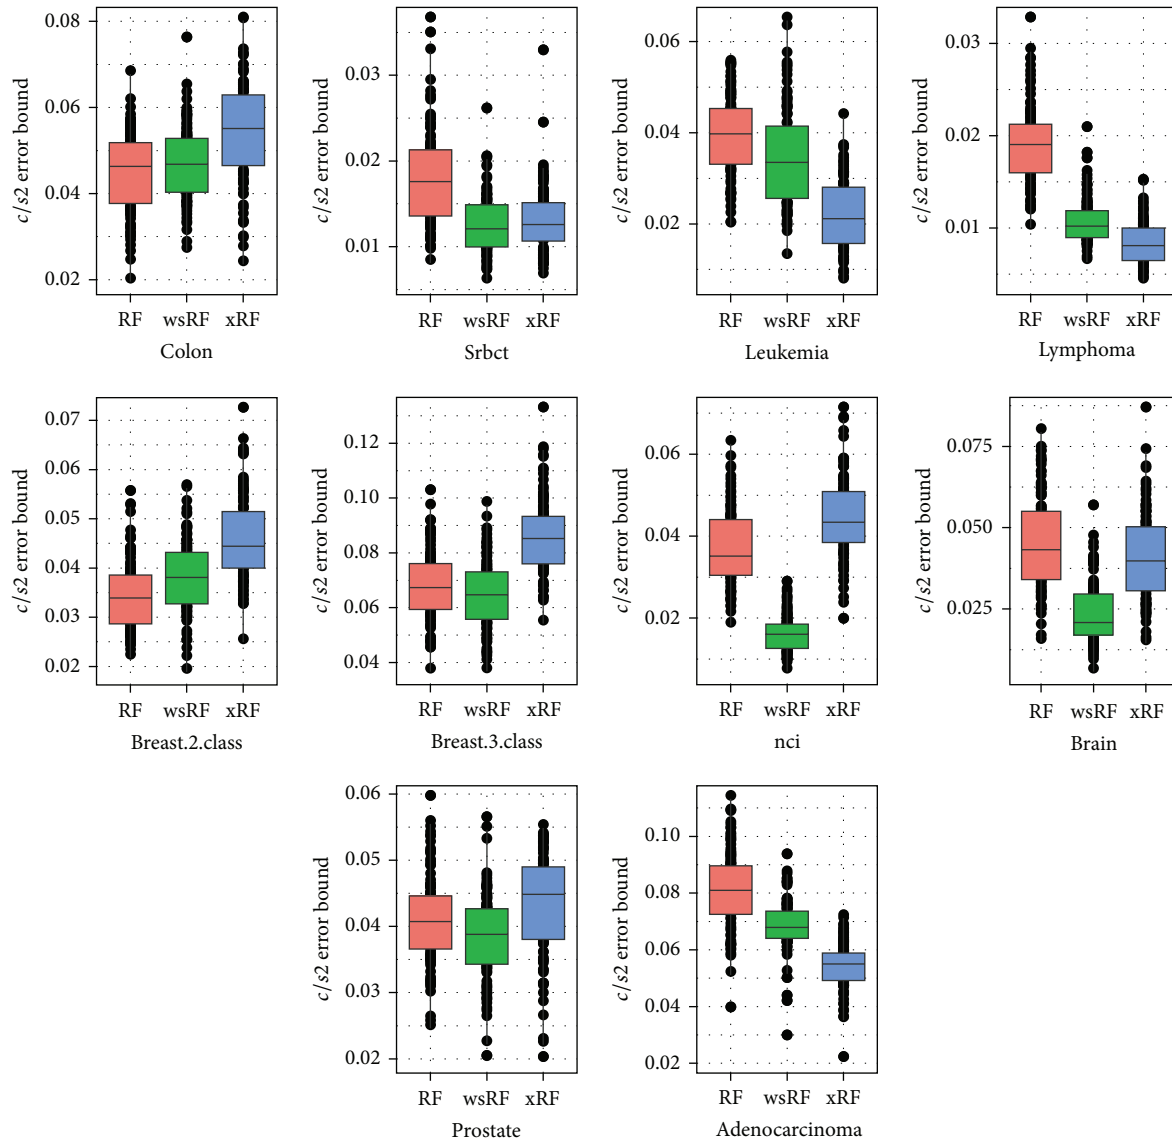 c/s2 error bound
0.08
0.06
0.04
0.02
RF wsRF xRF
Colon
c/s2 error bound
0.03
0.02
0.01
RF wsRF xRF
Srbct
c/s2 error bound
0.06
0.04
0.02
RF wsRF xRF
Leukemia
c/s2 error bound
0.03
0.02
0.01
RF wsRF xRF
Lymphoma
c/s2 error bound
0.07
0.06
0.05
0.04
0.03
0.02
RF wsRF xRF
Breast.2.class
c/s2 error bound
0.12
0.10
0.08
0.06
0.04
RF wsRF xRF
Breast.3.class
c/s2 error bound
0.06
0.04
0.02
RF wsRF xRF
nci
c/s2 error bound
0.075
0.050
0.025
RF wsRF xRF
Brain
c/s2 error bound
0.06
0.05
0.04
0.03
0.02
RF wsRF xRF
Prostate
c/s2 error bound
0.10
0.08
0.06
0.04
0.02
RF wsRF xRF
Adenocarcinoma